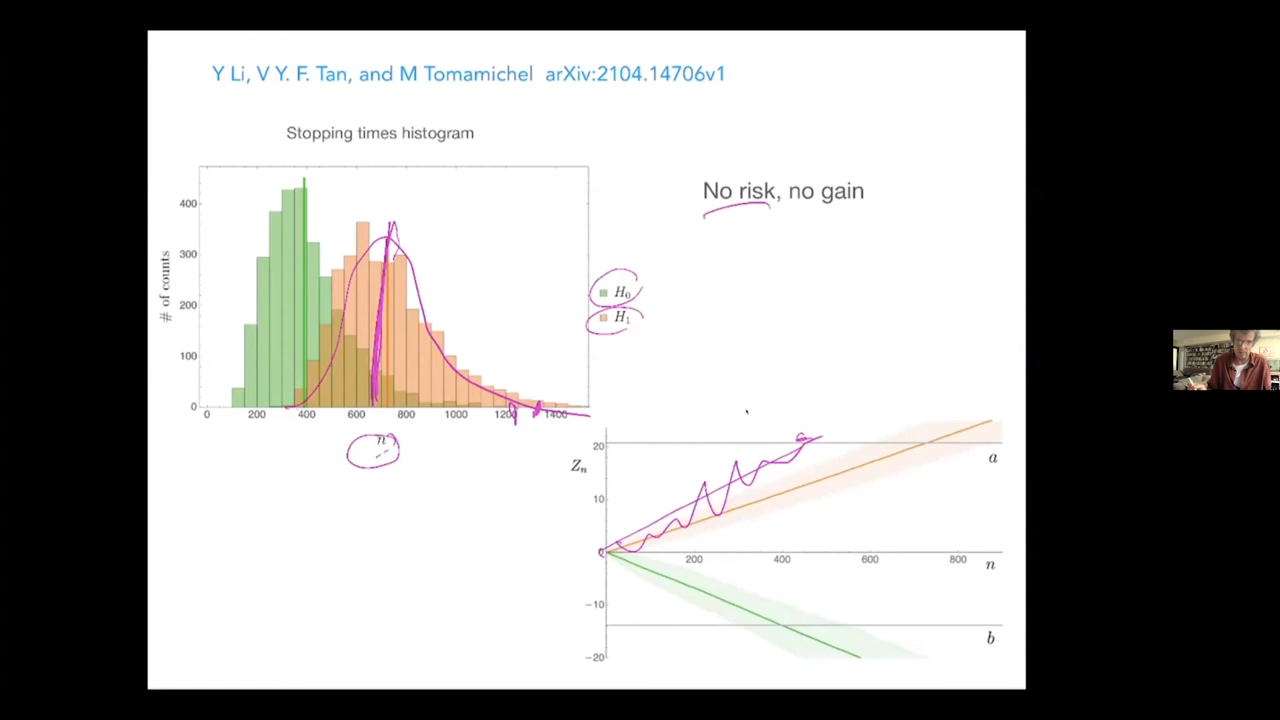 Y Li, V Y. F. Tan, and M Tomamichel arXiv:2104.14706v1
Stopping times histogram
No risk, no gain
# of counts
400
300
200
100
0
0 200 400 600 800 1000 1200 1400
n
H0
H1
Zn
20
10
0
−10
−20
200 400 600 800
n
a
b